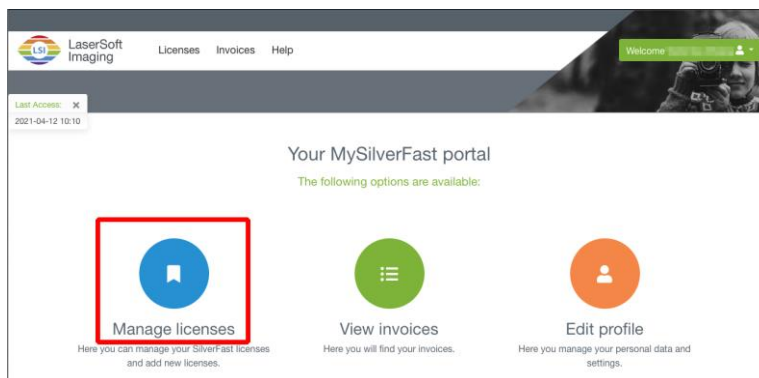 LSI
LaserSoft
Imaging
Licenses Invoices Help
Welcome
Last Access: ×
2021-04-12 10:10
Your MySilverFast portal
The following options are available:
Manage licenses
Here you can manage your SilverFast licenses
and add new licenses.
View invoices
Here you will find your invoices.
Edit profile
Here you manage your personal data and
settings.